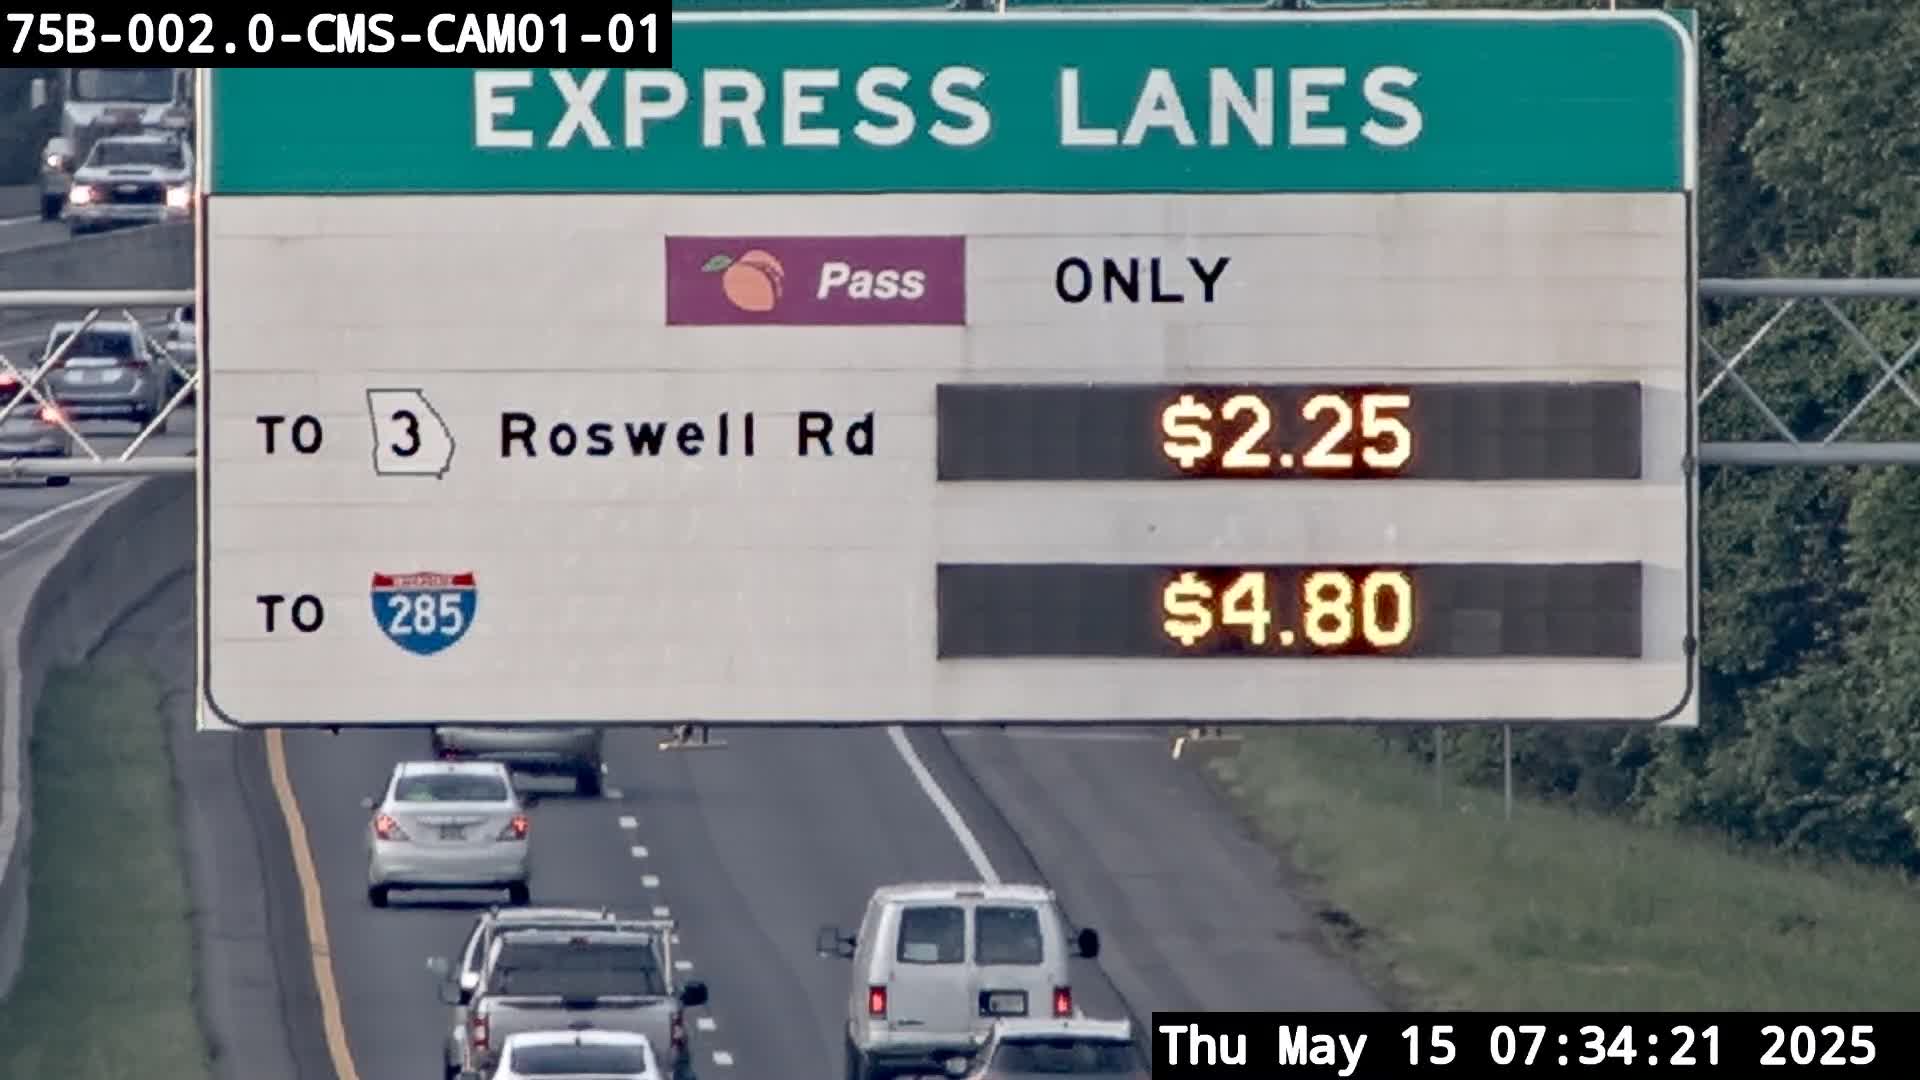 75B-002.0-CMS-CAM01-01
EXPRESS LANES
Pass ONLY
TO 3 Roswell Rd $2.25
TO 285 $4.80
Thu May 15 07:34:21 2025